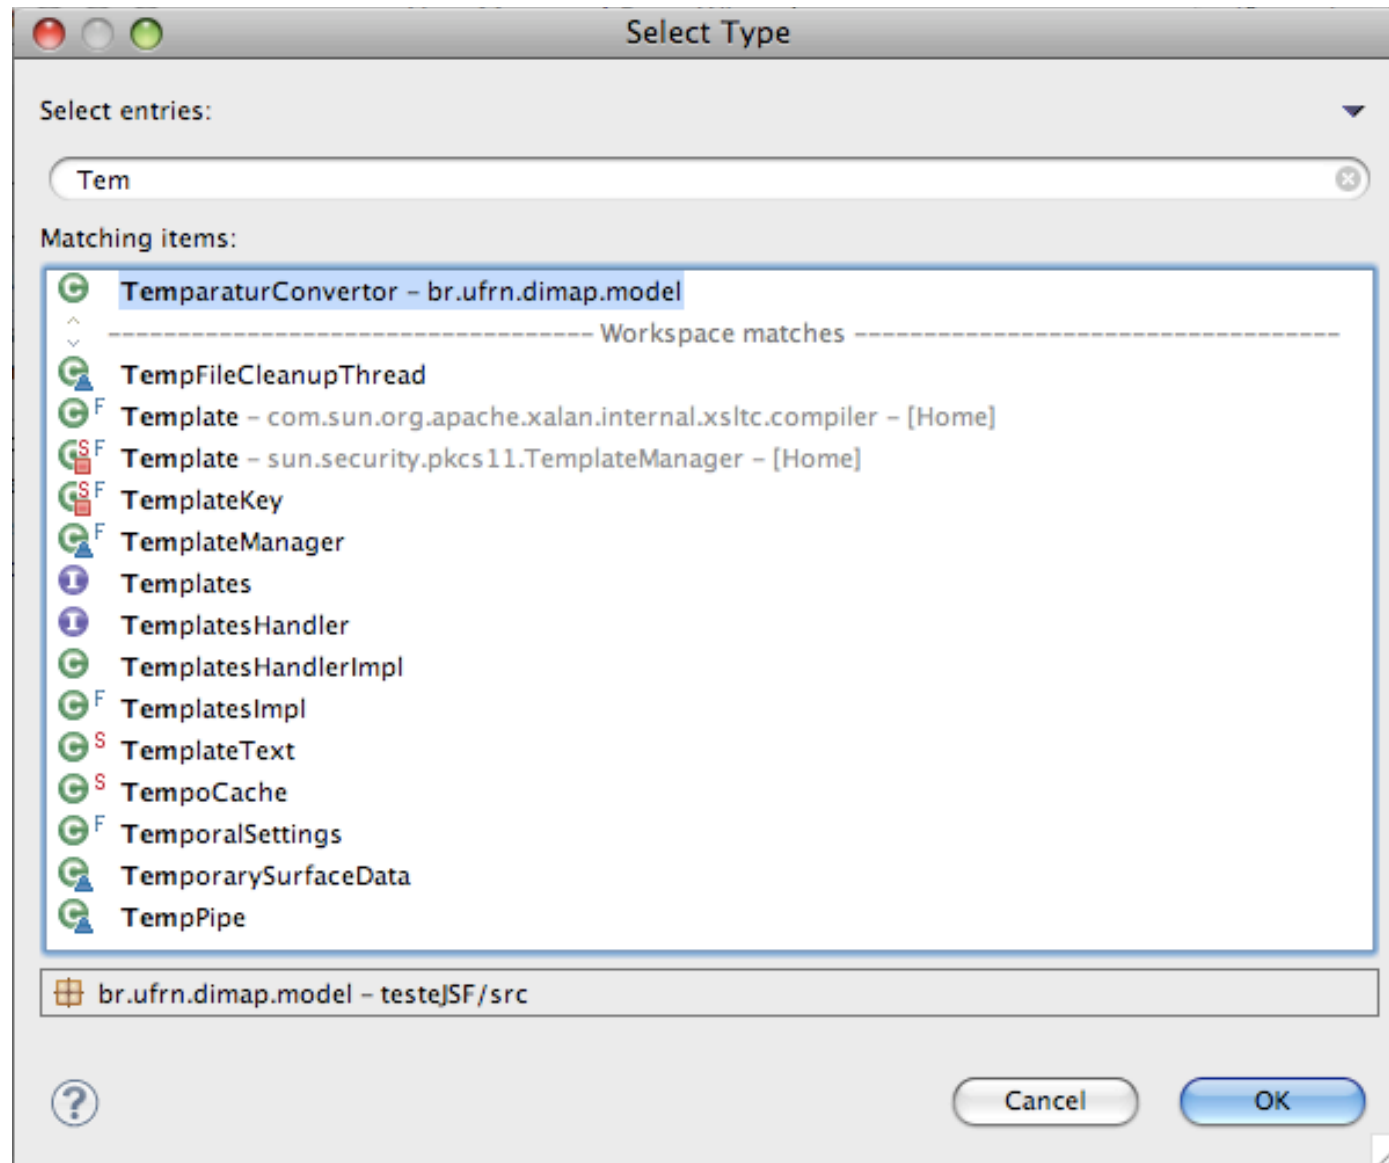 Select Type
Select entries:
Tem
Matching items:
TemparaturConvertor – br.ufrn.dimap.model
Workspace matches
TempFileCleanupThread
Template – com.sun.org.apache.xalan.internal.xsltc.compiler – [Home]
Template – sun.security.pkcs11.TemplateManager – [Home]
TemplateKey
TemplateManager
Templates
TemplatesHandler
TemplatesHandlerImpl
TemplatesImpl
TemplateText
TempoCache
TemporalSettings
TemporarySurfaceData
TempPipe
br.ufrn.dimap.model – testeJSF/src
Cancel
OK